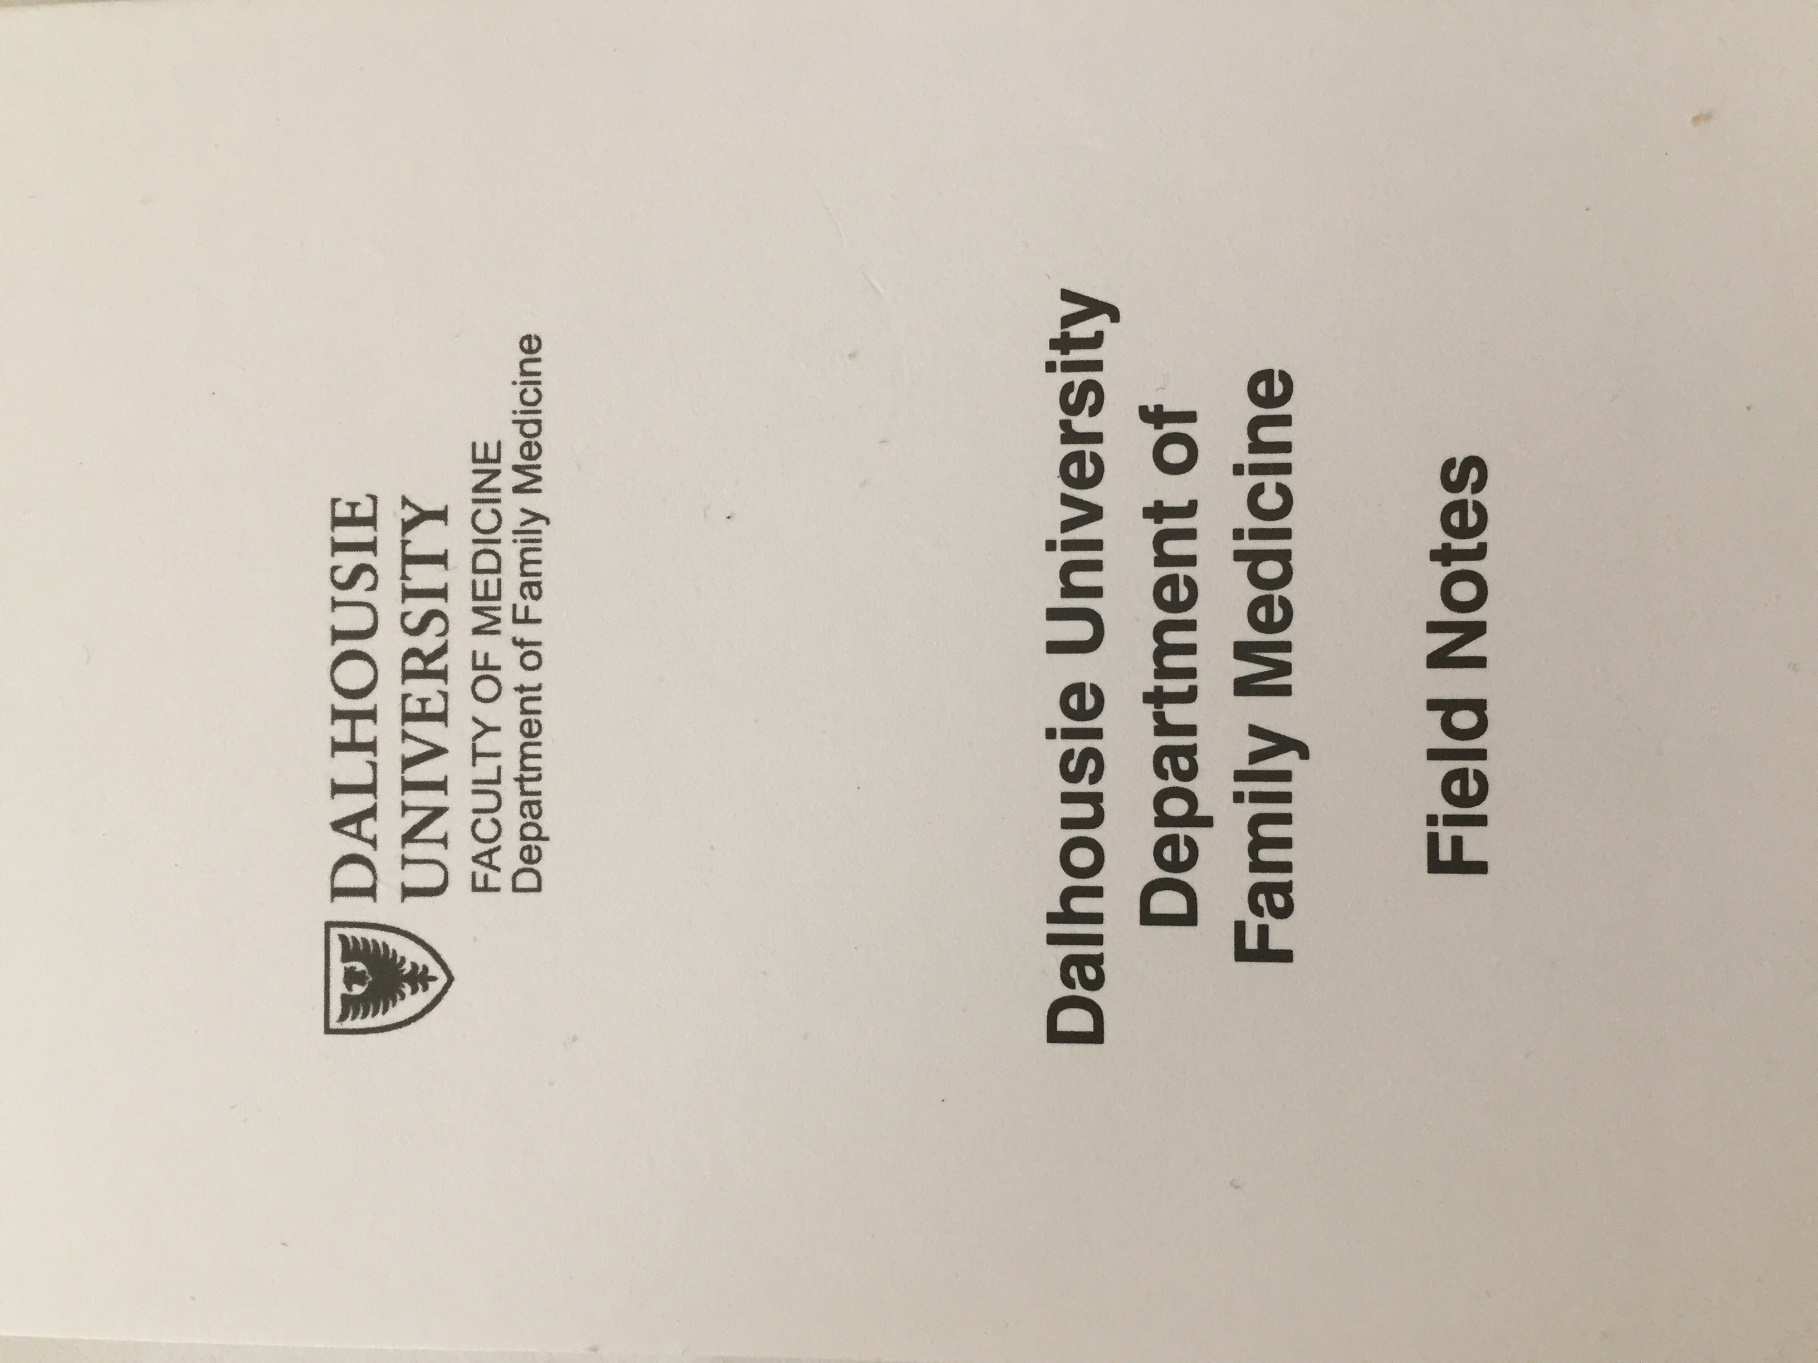 DALHOUSIE
UNIVERSITY
FACULTY OF MEDICINE
Department of Family Medicine
Dalhousie University
Department of
Family Medicine
Field Notes